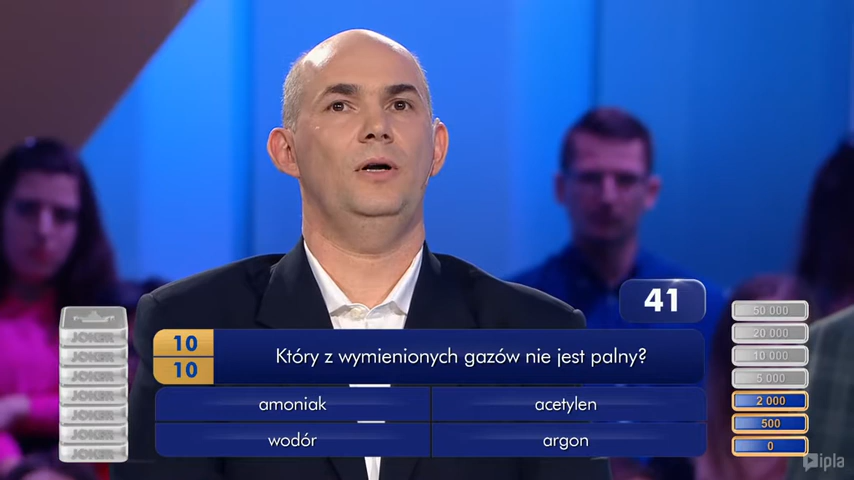 41
10
10
Który z wymienionych gazów nie jest palny?
amoniak
acetylen
wodór
argon
JOKER
JOKER
JOKER
JOKER
JOKER
JOKER
50 000
20 000
10 000
5 000
2 000
500
0
ipla